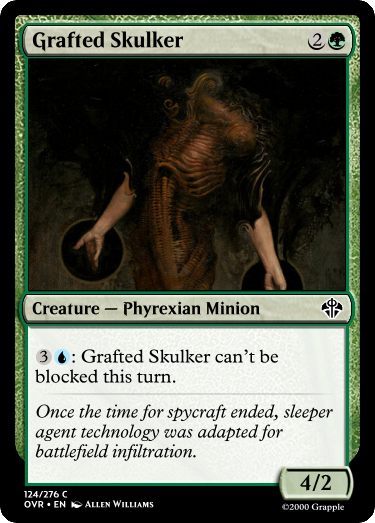 Grafted Skulker 2
Creature — Phyrexian Minion
3: Grafted Skulker can't be
blocked this turn.
Once the time for spycraft ended, sleeper
agent technology was adapted for
battlefield infiltration.
4/2
124/276 C
OVR • EN Allen Williams
©2000 Grapple